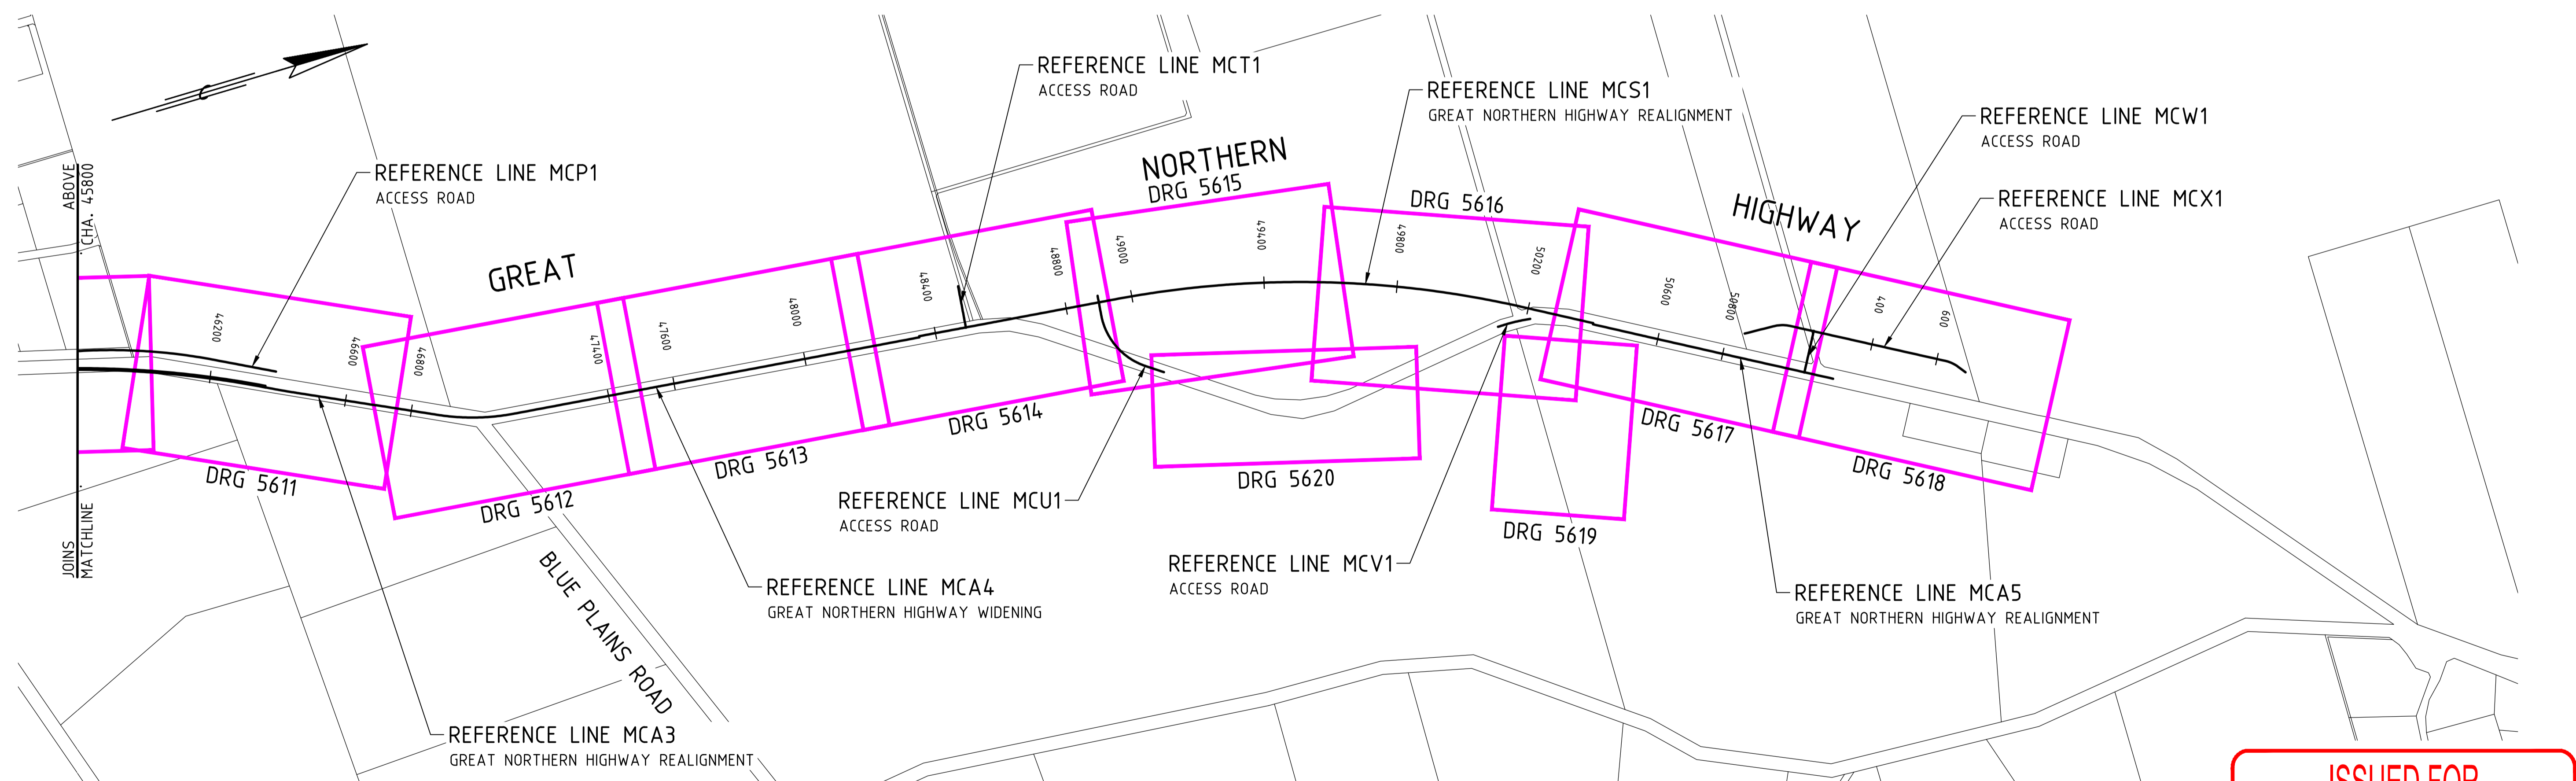 REFERENCE LINE MCT1
ACCESS ROAD
REFERENCE LINE MCS1
GREAT NORTHERN HIGHWAY REALIGNMENT
REFERENCE LINE MCW1
ACCESS ROAD
REFERENCE LINE MCP1
ACCESS ROAD
REFERENCE LINE MCX1
ACCESS ROAD
ABOVE
CHA. 45800
JOINS
MATCHLINE
GREAT
NORTHERN
HIGHWAY
DRG 5615
DRG 5616
46200
46600
46800
47400
47600
48000
48400
48800
49000
49400
49800
50200
50600
50800
400
600
DRG 5611
DRG 5612
DRG 5613
DRG 5614
DRG 5620
DRG 5619
DRG 5617
DRG 5618
REFERENCE LINE MCU1
ACCESS ROAD
REFERENCE LINE MCV1
ACCESS ROAD
REFERENCE LINE MCA4
GREAT NORTHERN HIGHWAY WIDENING
REFERENCE LINE MCA5
GREAT NORTHERN HIGHWAY REALIGNMENT
BLUE PLAINS ROAD
REFERENCE LINE MCA3
GREAT NORTHERN HIGHWAY REALIGNMENT
ISSUED FOR